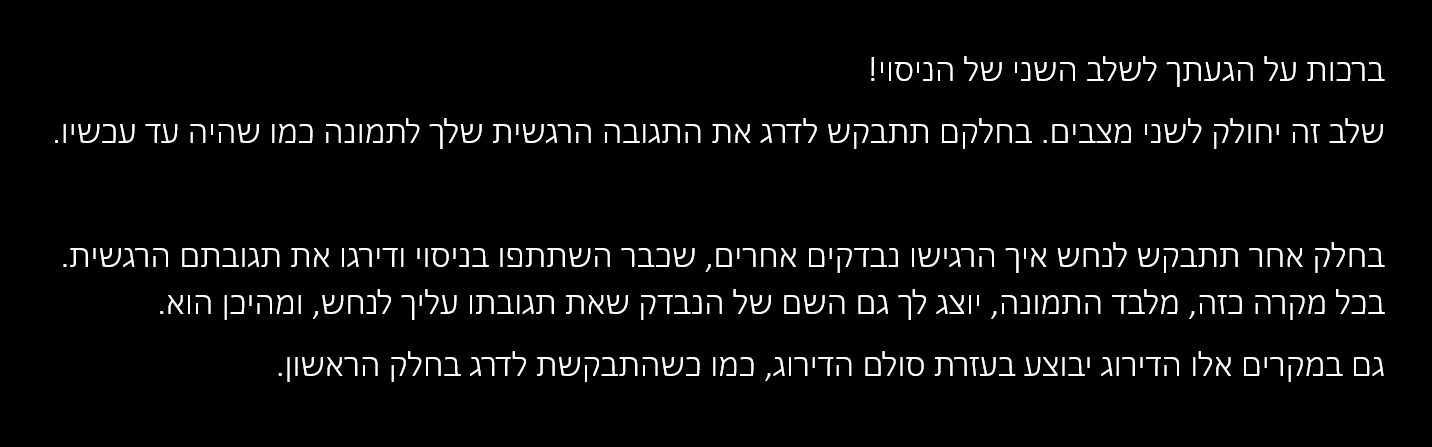 ברכות על הגעתך לשלב השני של הניסוי!
שלב זה יחולק לשני מצבים. בחלקם תתבקש לדרג את התגובה הרגשית שלך לתמונה כמו שהיה עד עכשיו.
בחלק אחר תתבקש לנחש איך הרגישו נבדקים אחרים, שכבר השתתפו בניסוי ודירגו את תגובתם הרגשית.
בכל מקרה כזה, מלבד התמונה, יוצג לך גם השם של הנבדק שאת תגובתו עליך לנחש, ומהיכן הוא.
גם במקרים אלו הדירוג יבוצע בעזרת סולם הדירוג, כמו כשהתבקשת לדרג בחלק הראשון.